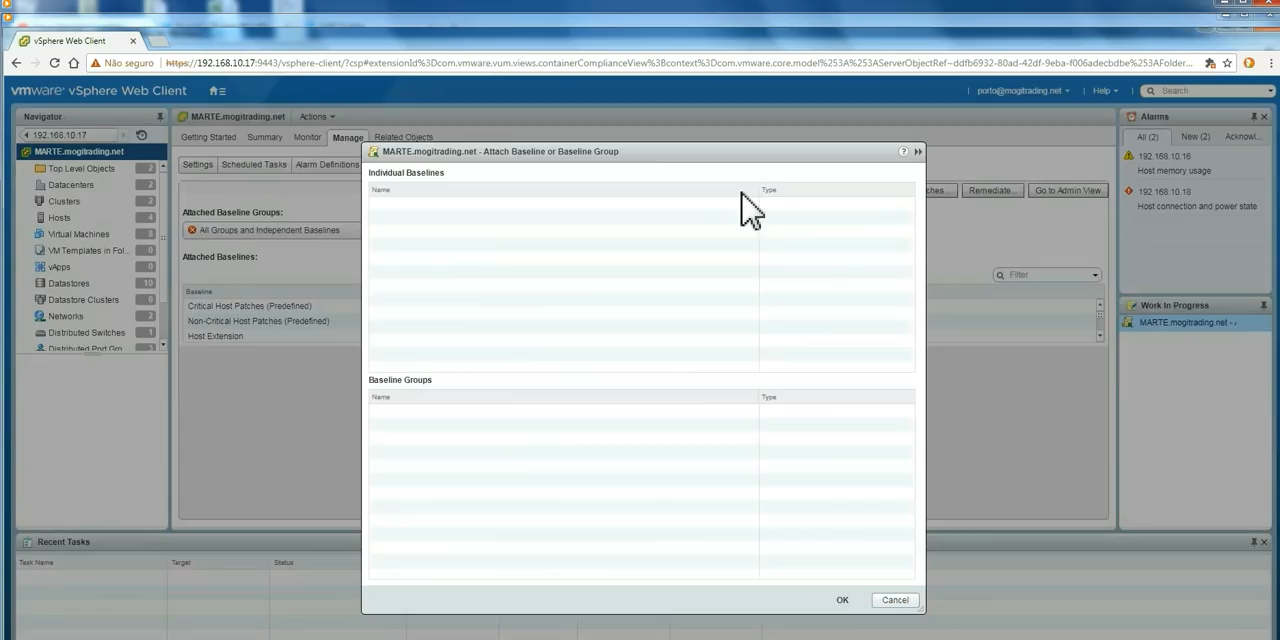 vSphere Web Client
Não seguro
https://192.168.10.17:9443/vsphere-client/?csp#extensionId%3Dcom.vmware.vum.views.containerComplianceView%3Bcontext%3Dcom.vmware.core.model%253A%253AServerObjectRef~ddfb6932-80ad-42df-9eba-f006adecbdbe%253AFolder...
vmware vSphere Web Client
porto@mogitrading.net
Help
Search
Navigator
192.168.10.17
MARTE.mogitrading.net
Top Level Objects 2
Datacenters 2
Clusters 2
Hosts 4
Virtual Machines 8
VM Templates in Fol... 0
vApps 0
Datastores 10
Datastore Clusters 0
Networks 2
Distributed Switches 1
Distributed Port Gro...
MARTE.mogitrading.net Actions
Getting Started Summary Monitor Manage Related Objects
Settings Scheduled Tasks Alarm Definitions
ches... Remediate... Go to Admin View
Attached Baseline Groups:
All Groups and Independent Baselines
Attached Baselines:
Filter
Baseline
Critical Host Patches (Predefined)
Non-Critical Host Patches (Predefined)
Host Extension
MARTE.mogitrading.net - Attach Baseline or Baseline Group
Individual Baselines
Name Type
Baseline Groups
Name Type
OK Cancel
Alarms
All (2) New (2) Acknowl...
192.168.10.16
Host memory usage
192.168.10.18
Host connection and power state
Work In Progress
MARTE.mogitrading.net -
Recent Tasks
Task Name Target Status